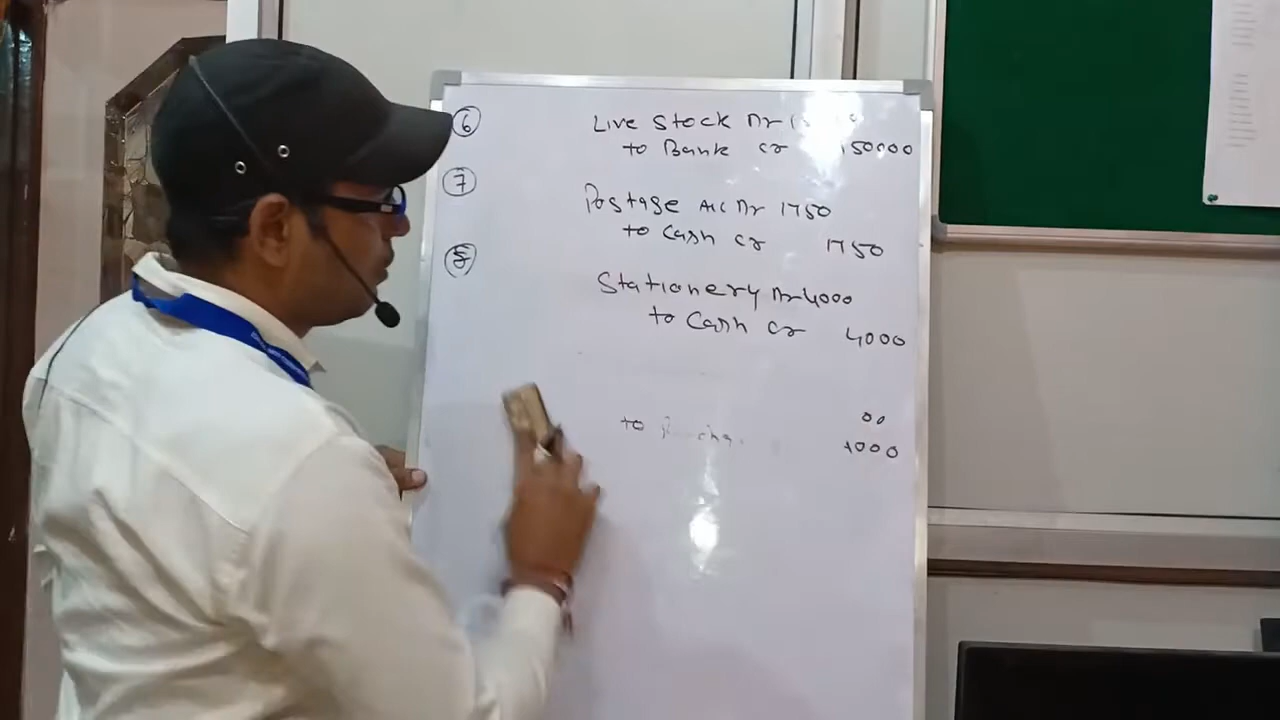 6 Live Stock Dr
to Bank cr 150000
7
Postage A/c Dr 1750
to Cash cr 1750
8
Stationery Dr 4000
to Cash cr 4000
00
to 1000